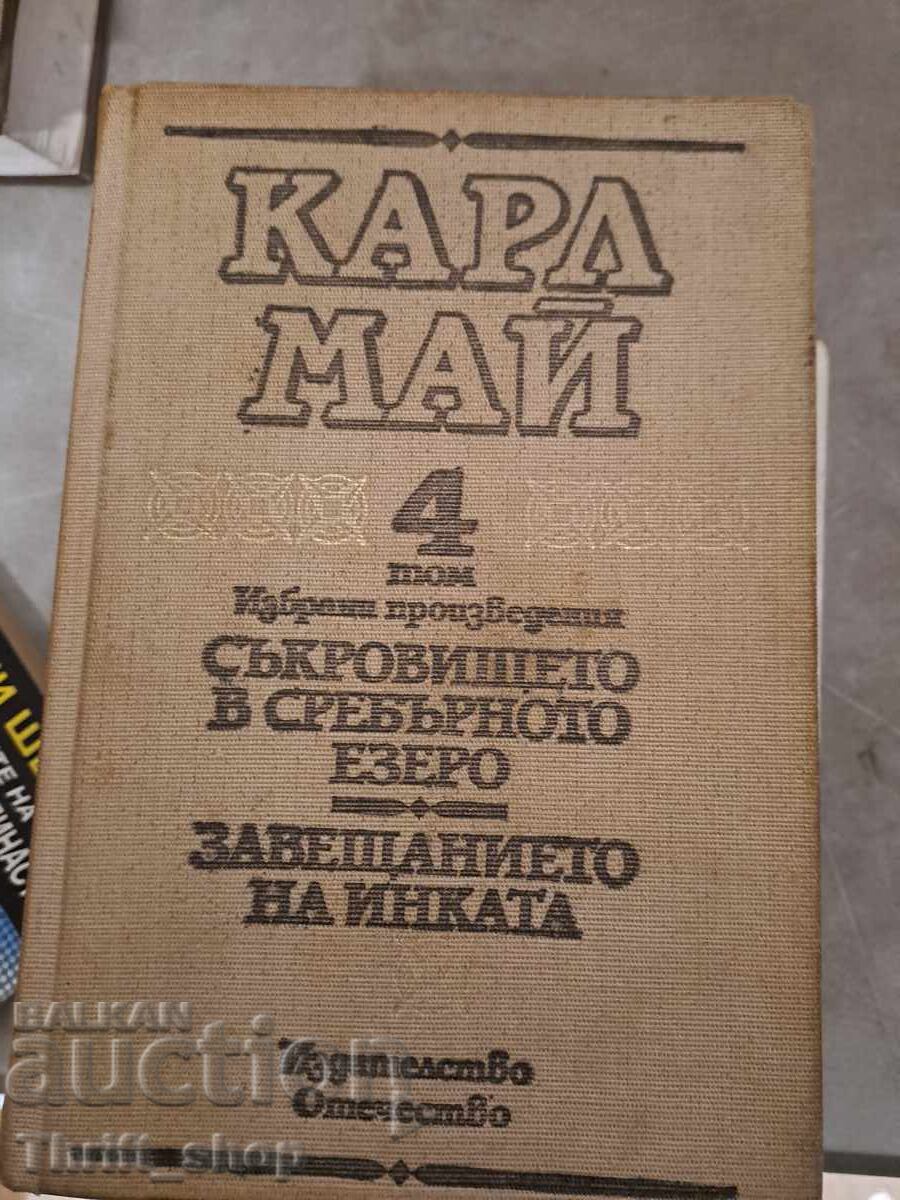 КАРЛ
МАЙ
4
том
Избрани произведения
СЪКРОВИЩЕТО
В СРЕБЪРНОТО
ЕЗЕРО
ЗАВЕЩАНИЕТО
НА ИНКАТА
Издателство
Отечество
BALKAN
auction
Thrift_shop